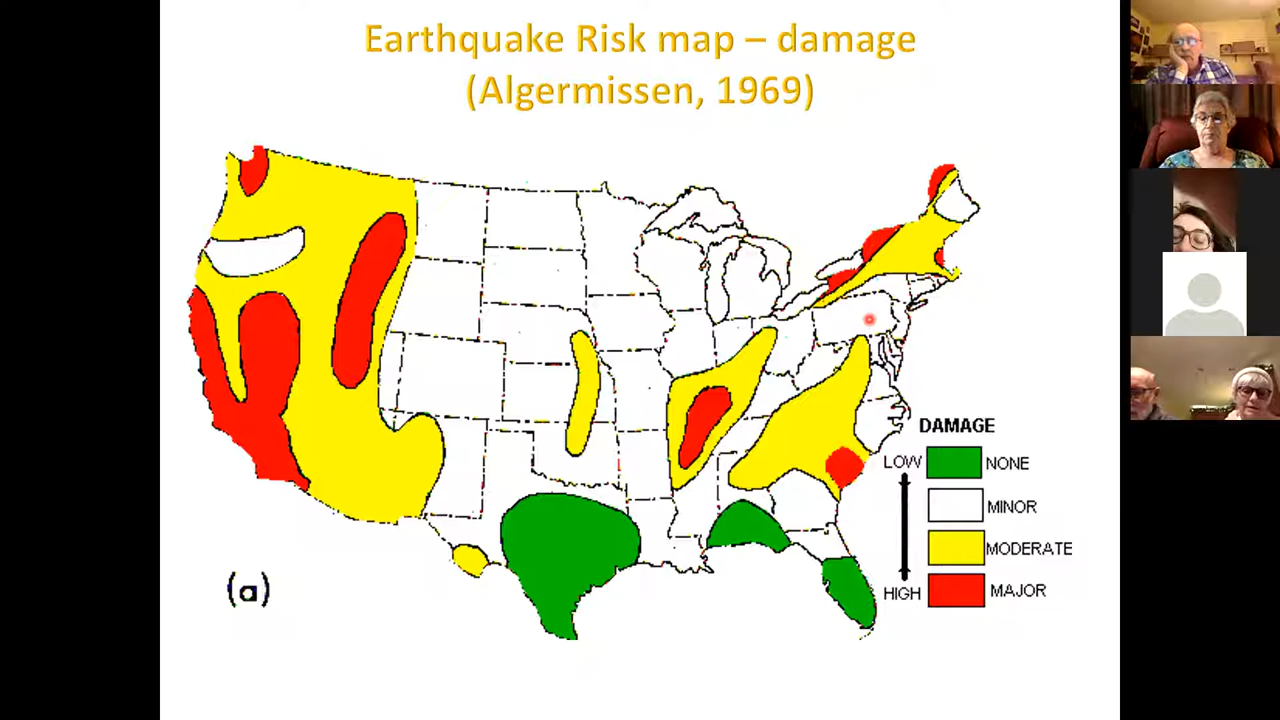 Earthquake Risk map – damage
(Algermissen, 1969)
DAMAGE
LOW
NONE
MINOR
MODERATE
HIGH
MAJOR
(a)